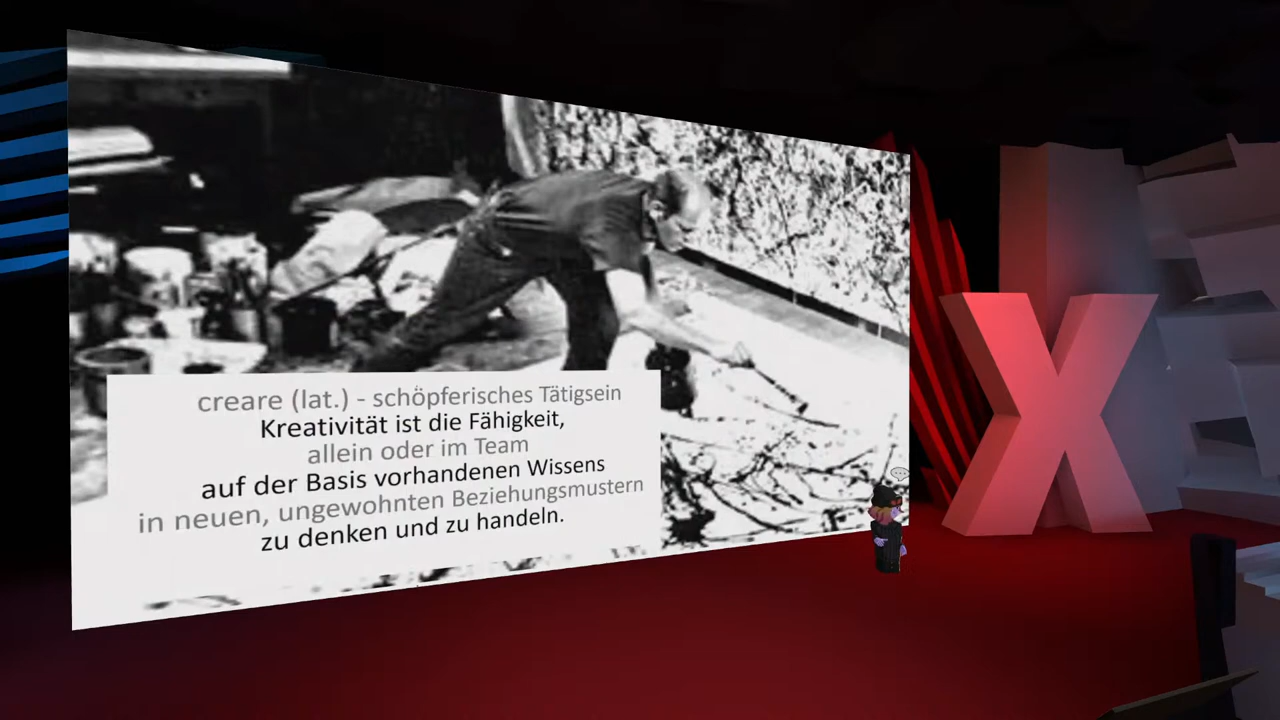 creare (lat.) - schöpferisches Tätigsein
Kreativität ist die Fähigkeit,
allein oder im Team
auf der Basis vorhandenen Wissens
in neuen, ungewohnten Beziehungsmustern
zu denken und zu handeln.
X